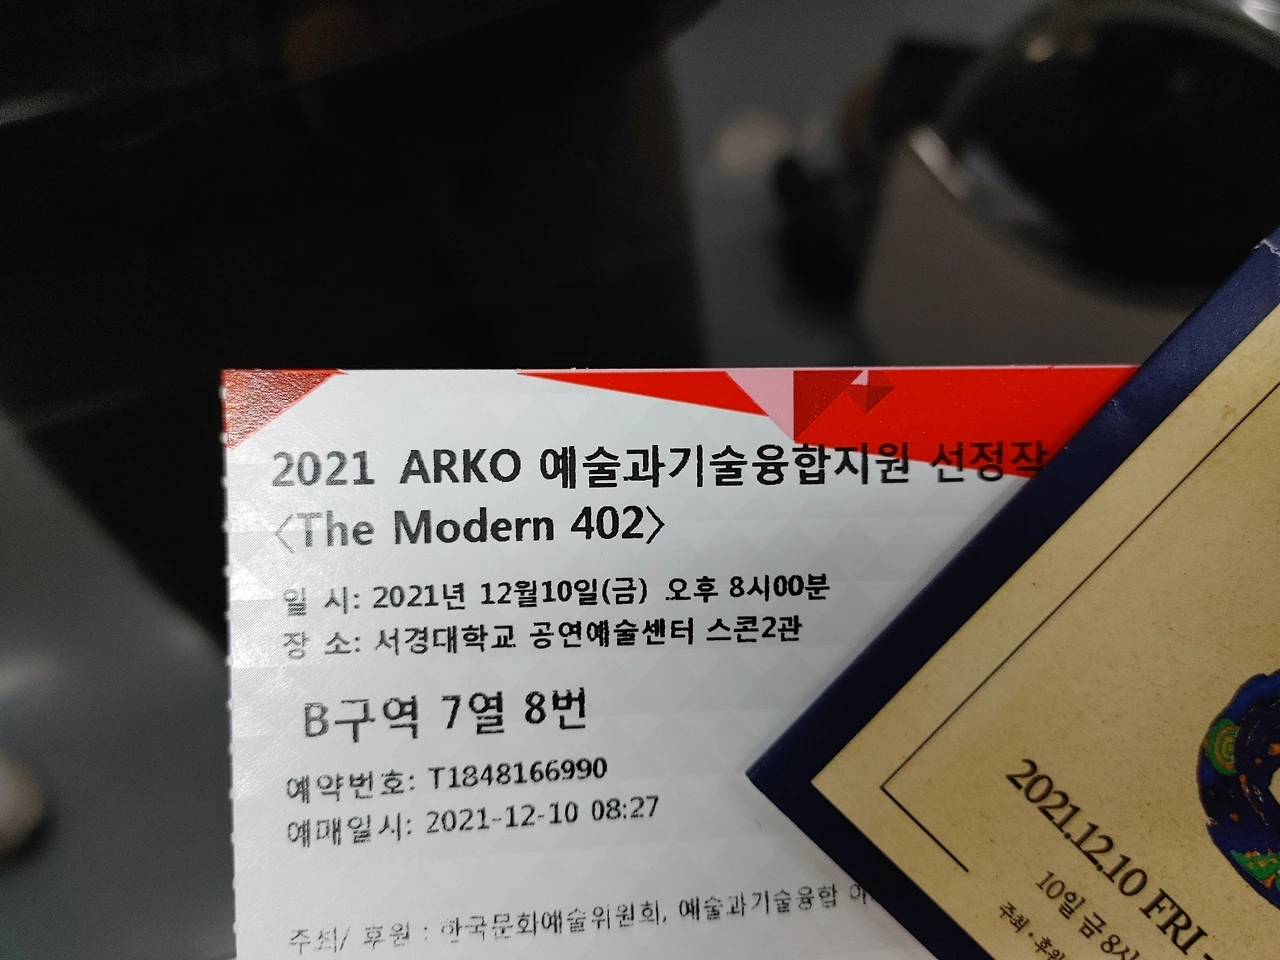 2021 ARKO 예술과기술융합지원 선정작
<The Modern 402>
일 시: 2021년 12월10일(금) 오후 8시00분
장 소: 서경대학교 공연예술센터 스콘2관
B구역 7열 8번
예약번호: T1848166990
예매일시: 2021-12-10 08:27
주최/ 후원 : 한국문화예술위원회, 예술과기술융합
2021.12.10 FRI -
10일 금 8시
주최·후원